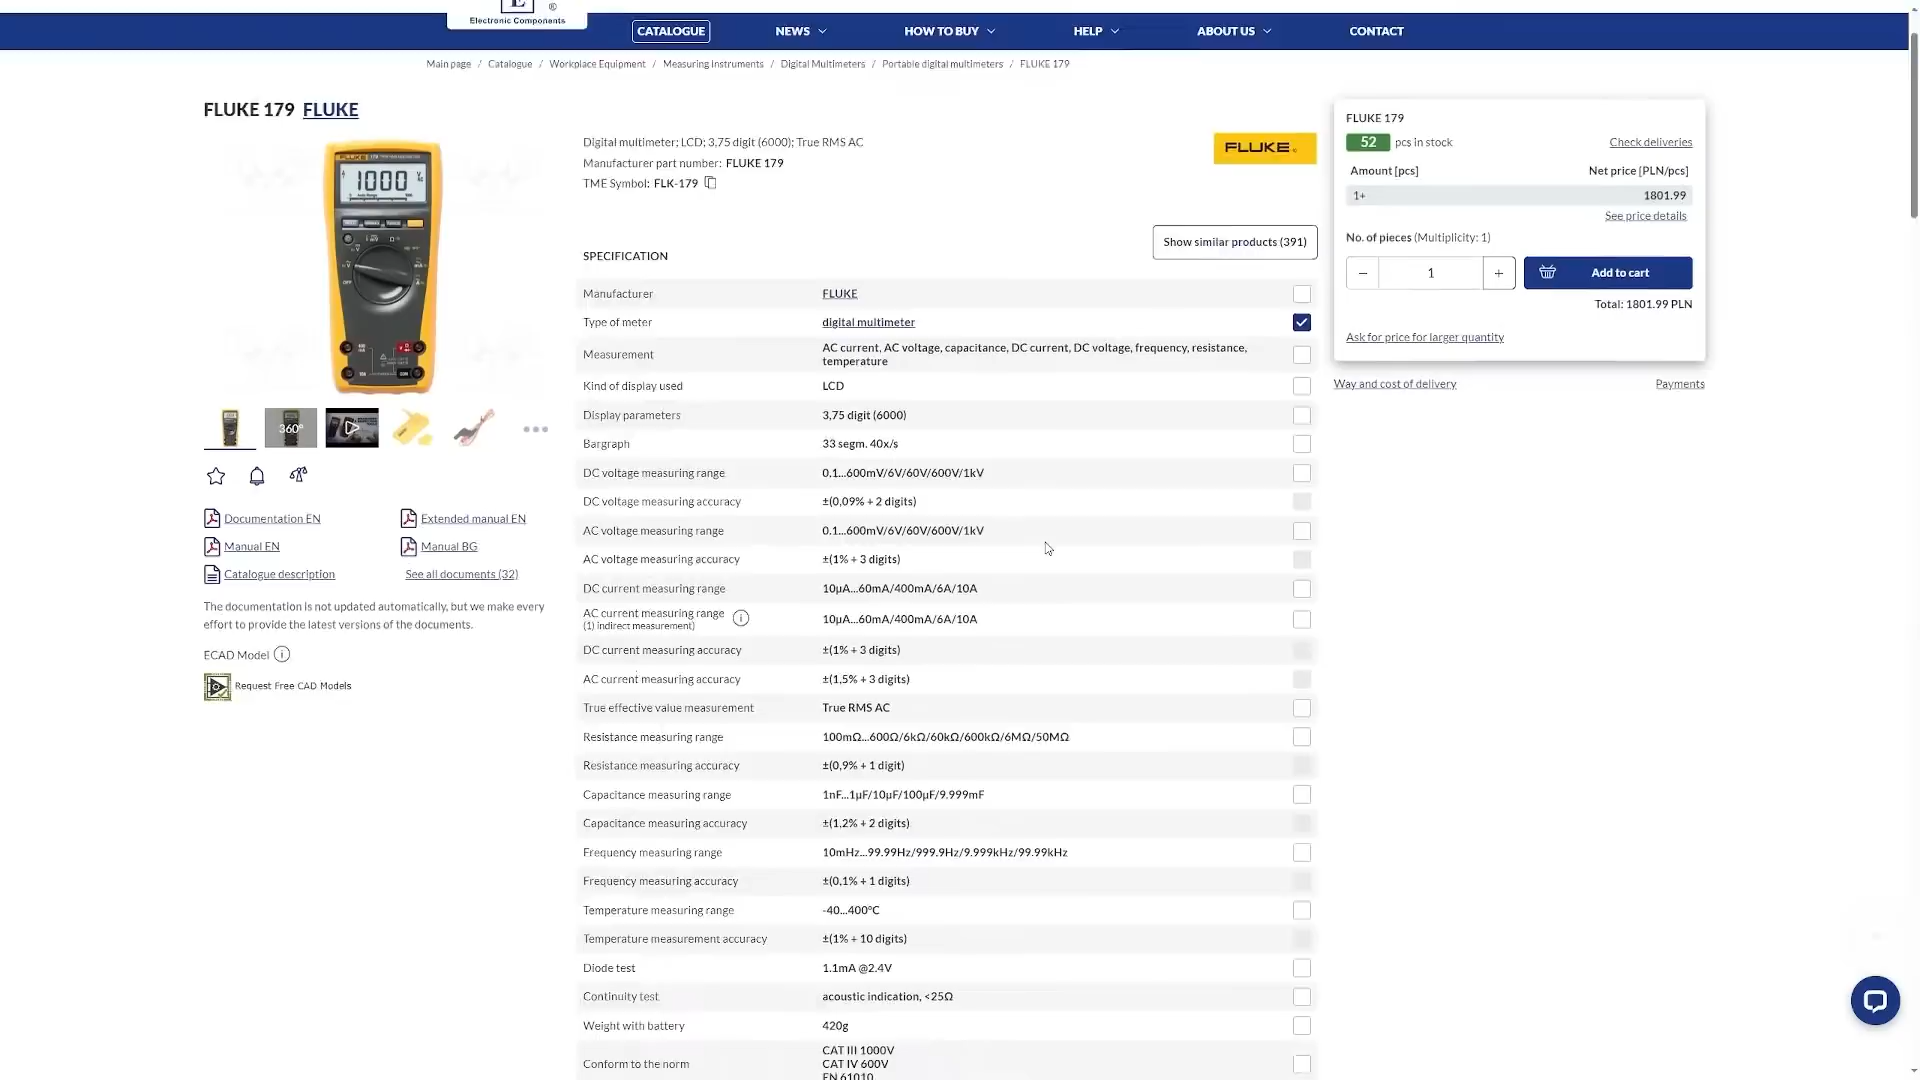 Electronic Components
CATALOGUE NEWS HOW TO BUY HELP ABOUT US CONTACT
Main page / Catalogue / Workplace Equipment / Measuring Instruments / Digital Multimeters / Portable digital multimeters / FLUKE 179
FLUKE 179 FLUKE
1000
360°
Documentation EN
Extended manual EN
Manual EN
Manual BG
Catalogue description
See all documents (32)
The documentation is not updated automatically, but we make every
effort to provide the latest versions of the documents.
ECAD Model
Request Free CAD Models
Digital multimeter; LCD; 3,75 digit (6000); True RMS AC
Manufacturer part number: FLUKE 179
TME Symbol: FLK-179
FLUKE®
Show similar products (391)
SPECIFICATION
Manufacturer FLUKE
Type of meter digital multimeter
Measurement AC current, AC voltage, capacitance, DC current, DC voltage, frequency, resistance,
temperature
Kind of display used LCD
Display parameters 3,75 digit (6000)
Bargraph 33 segm. 40x/s
DC voltage measuring range 0.1...600mV/6V/60V/600V/1kV
DC voltage measuring accuracy ±(0,09% + 2 digits)
AC voltage measuring range 0.1...600mV/6V/60V/600V/1kV
AC voltage measuring accuracy ±(1% + 3 digits)
DC current measuring range 10µA...60mA/400mA/6A/10A
AC current measuring range
(1) indirect measurement) 10µA...60mA/400mA/6A/10A
DC current measuring accuracy ±(1% + 3 digits)
AC current measuring accuracy ±(1,5% + 3 digits)
True effective value measurement True RMS AC
Resistance measuring range 100mΩ...600Ω/6kΩ/60kΩ/600kΩ/6MΩ/50MΩ
Resistance measuring accuracy ±(0,9% + 1 digit)
Capacitance measuring range 1nF...1µF/10µF/100µF/9.999mF
Capacitance measuring accuracy ±(1,2% + 2 digits)
Frequency measuring range 10mHz...99.99Hz/999.9Hz/9.999kHz/99.99kHz
Frequency measuring accuracy ±(0,1% + 1 digits)
Temperature measuring range -40...400°C
Temperature measurement accuracy ±(1% + 10 digits)
Diode test 1.1mA @2.4V
Continuity test acoustic indication, <25Ω
Weight with battery 420g
Conform to the norm CAT III 1000V
CAT IV 600V
EN 61010
FLUKE 179
52 pcs in stock Check deliveries
Amount [pcs] Net price [PLN/pcs]
1+ 1801.99
See price details
No. of pieces (Multiplicity: 1)
− 1 + Add to cart
Total: 1801.99 PLN
Ask for price for larger quantity
Way and cost of delivery Payments